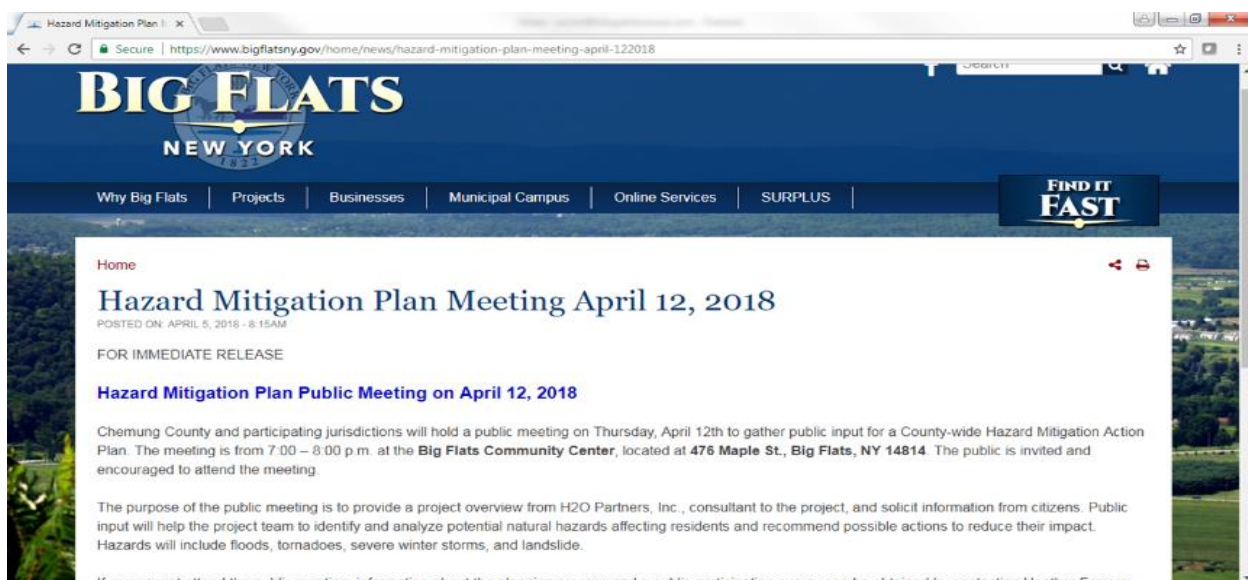 Hazard Mitigation Plan
Secure | https://www.bigflatsny.gov/home/news/hazard-mitigation-plan-meeting-april-122018
Search
BIG FLATS
NEW YORK
1822
Why Big Flats | Projects | Businesses | Municipal Campus | Online Services | SURPLUS |
FIND IT
FAST
Home
Hazard Mitigation Plan Meeting April 12, 2018
POSTED ON: APRIL 5, 2018 - 8:15AM
FOR IMMEDIATE RELEASE
Hazard Mitigation Plan Public Meeting on April 12, 2018
Chemung County and participating jurisdictions will hold a public meeting on Thursday, April 12th to gather public input for a County-wide Hazard Mitigation Action
Plan. The meeting is from 7:00 – 8:00 p.m. at the Big Flats Community Center, located at 476 Maple St., Big Flats, NY 14814. The public is invited and
encouraged to attend the meeting.
The purpose of the public meeting is to provide a project overview from H2O Partners, Inc., consultant to the project, and solicit information from citizens. Public
input will help the project team to identify and analyze potential natural hazards affecting residents and recommend possible actions to reduce their impact.
Hazards will include floods, tornadoes, severe winter storms, and landslide.